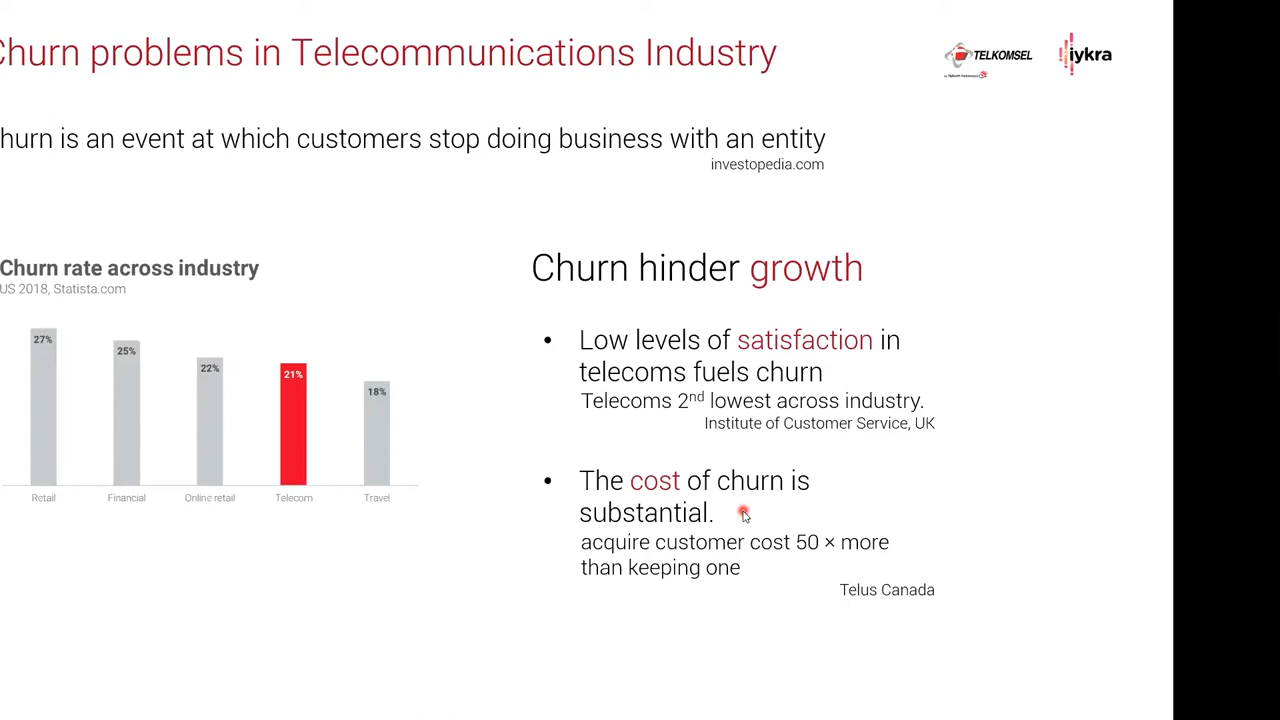 Churn problems in Telecommunications Industry
TELKOMSEL
iykra
hurn is an event at which customers stop doing business with an entity
investopedia.com
Churn rate across industry
US 2018, Statista.com
27%
25%
22%
21%
18%
Retail
Financial
Online retail
Telecom
Travel
Churn hinder growth
• Low levels of satisfaction in
telecoms fuels churn
Telecoms 2nd lowest across industry.
Institute of Customer Service, UK
• The cost of churn is
substantial.
acquire customer cost 50 × more
than keeping one
Telus Canada